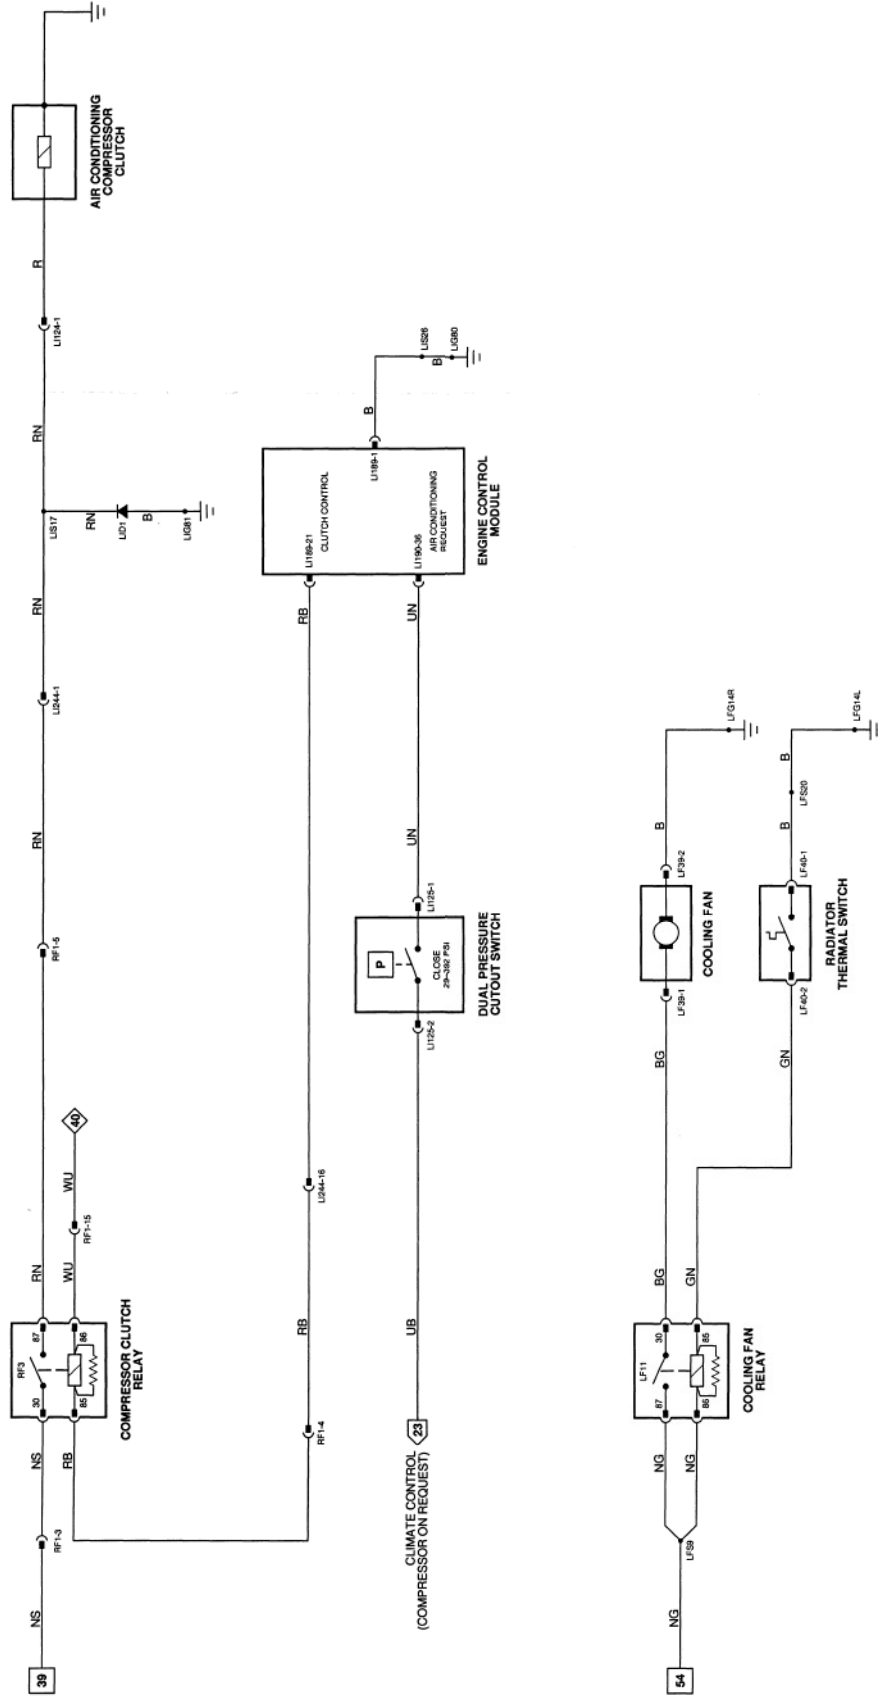 39
NS
RF1-3
NS
RB
30
85
RF3
87
86
COMPRESSOR CLUTCH
RELAY
RN
WU
RF1-15
WU
40
RF1-5
RN
LI244-1
RN
LIS17
RN
LID1
B
LIG81
RN
LI124-1
R
AIR CONDITIONING
COMPRESSOR
CLUTCH
RF1-4
RB
LI244-16
RB
LI189-21
CLUTCH CONTROL
LI190-36
AIR CONDITIONING
REQUEST
LI189-1
ENGINE CONTROL
MODULE
B
LIS26
B
LIG80
CLIMATE CONTROL
(COMPRESSOR ON REQUEST)
23
UB
LI125-2
P
CLOSE
29–392 PSI
DUAL PRESSURE
CUTOUT SWITCH
LI125-1
UN
UN
54
NG
LFS9
NG
NG
87
86
LF11
30
85
COOLING FAN
RELAY
BG
GN
BG
GN
LF39-1
COOLING FAN
LF39-2
B
LFG14R
LF40-2
RADIATOR
THERMAL SWITCH
LF40-1
B
LFS20
B
LFG14L